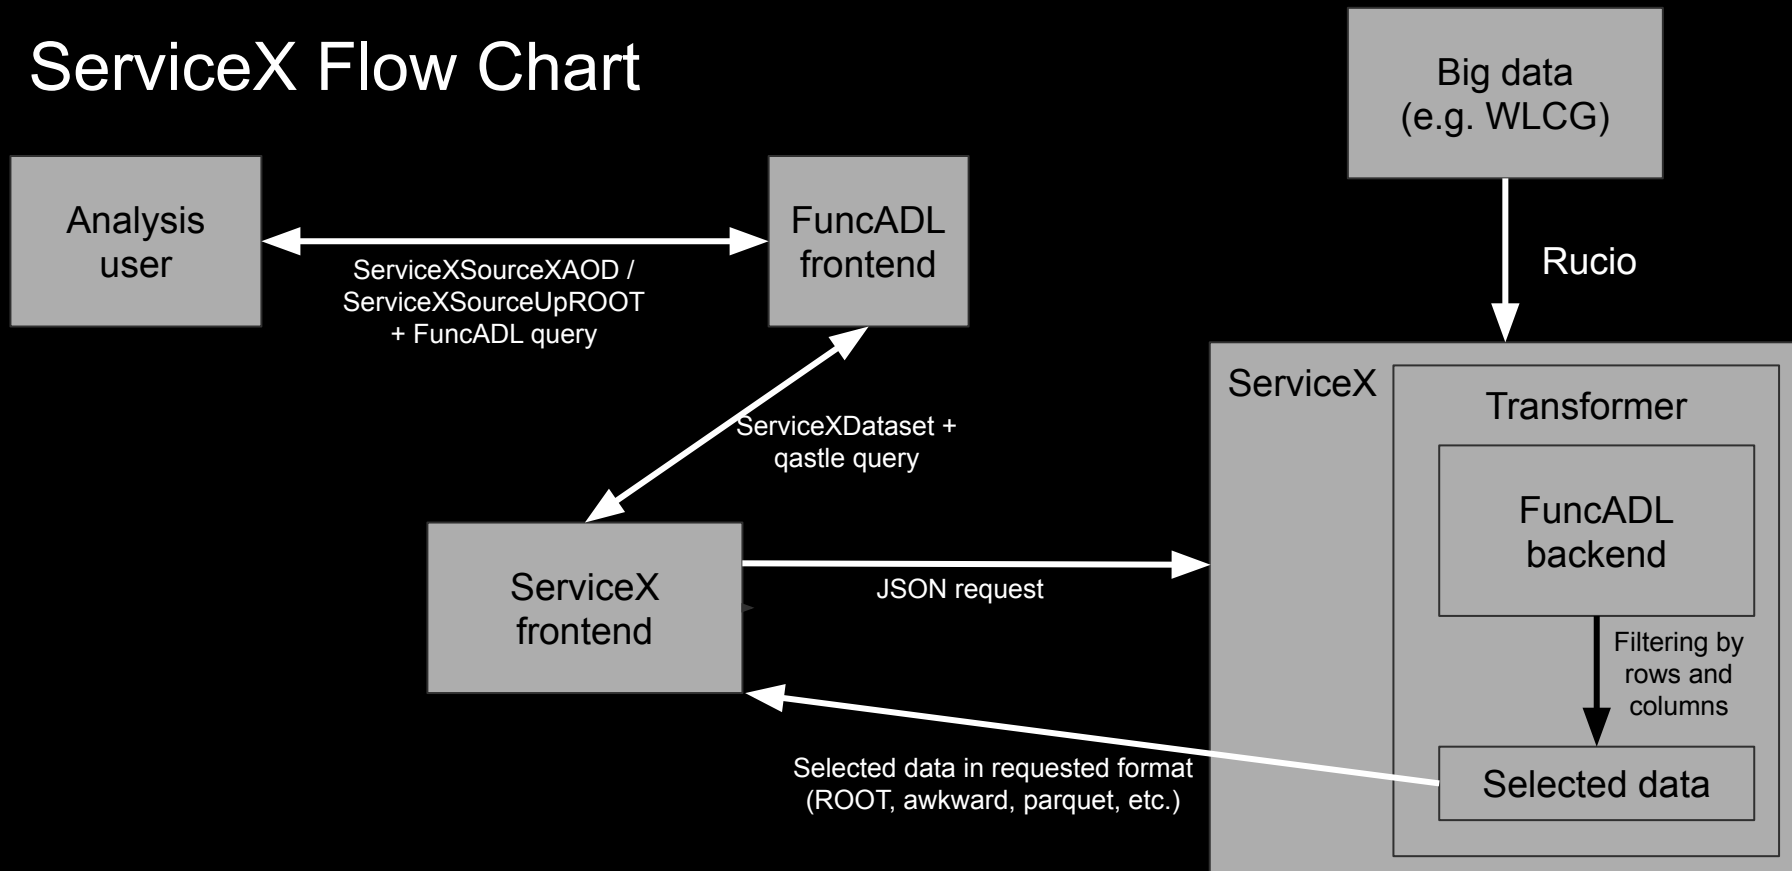 ServiceX Flow Chart
Big data
(e.g. WLCG)
Analysis
user
FuncADL
frontend
ServiceXSourceXAOD /
ServiceXSourceUpROOT
+ FuncADL query
Rucio
ServiceX
Transformer
ServiceXDataset +
qastle query
FuncADL
backend
ServiceX
frontend
JSON request
Filtering by
rows and
columns
Selected data in requested format
(ROOT, awkward, parquet, etc.)
Selected data